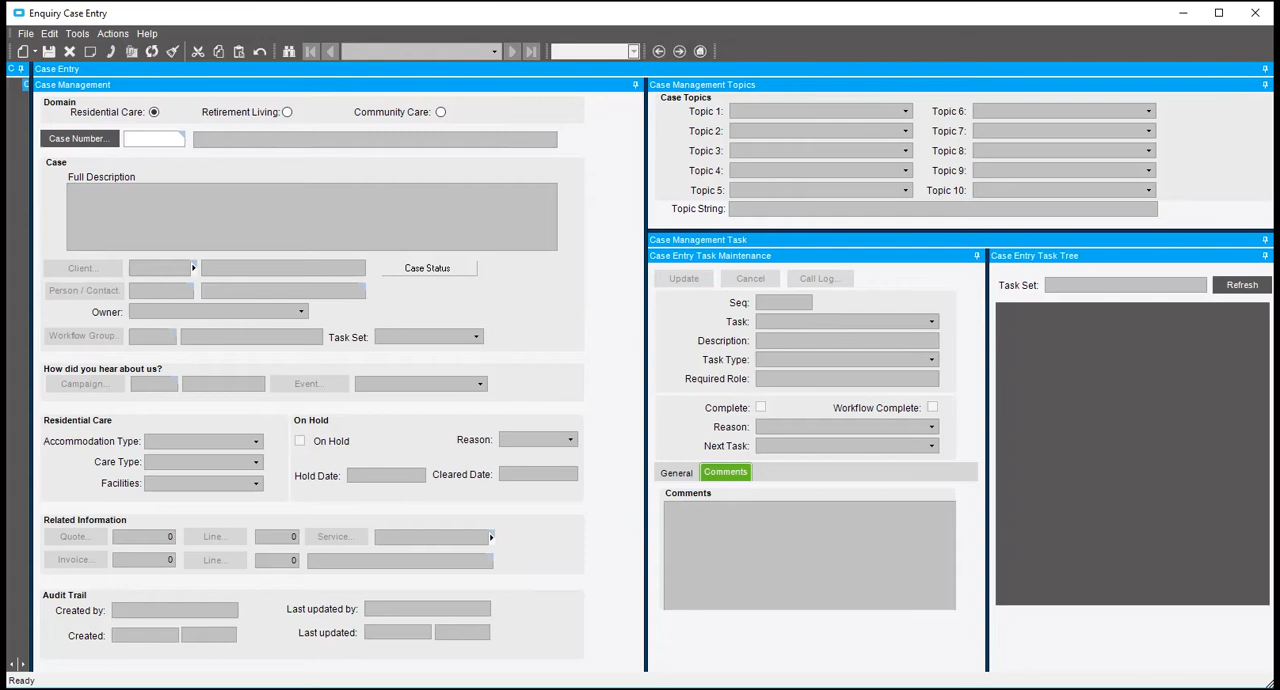 Enquiry Case Entry
File Edit Tools Actions Help
C
Case Entry
Case Management
Domain
Residential Care: Retirement Living: Community Care:
Case Number...
Case
Full Description
Client... Case Status
Person / Contact.
Owner:
Workflow Group.. Task Set:
How did you hear about us?
Campaign... Event...
Residential Care
Accommodation Type:
Care Type:
Facilities:
On Hold
On Hold Reason:
Hold Date: Cleared Date:
Related Information
Quote... 0 Line... 0 Service...
Invoice... 0 Line... 0
Audit Trail
Created by: Last updated by:
Created: Last updated:
Case Management Topics
Case Topics
Topic 1: Topic 6:
Topic 2: Topic 7:
Topic 3: Topic 8:
Topic 4: Topic 9:
Topic 5: Topic 10:
Topic String:
Case Management Task
Case Entry Task Maintenance
Update Cancel Call Log...
Seq:
Task:
Description:
Task Type:
Required Role:
Complete: Workflow Complete:
Reason:
Next Task:
General Comments
Comments
Case Entry Task Tree
Task Set: Refresh
Ready